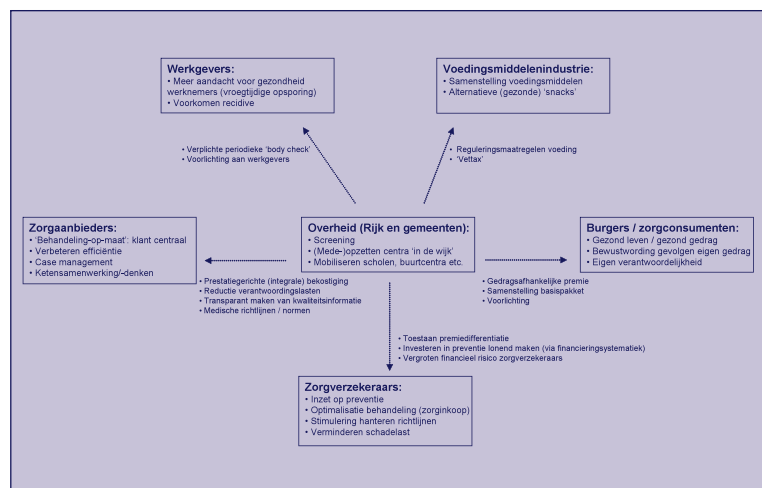 Werkgevers:
• Meer aandacht voor gezondheid
werknemers (vroegtijdige opsporing)
• Voorkomen recidive
Voedingsmiddelenindustrie:
• Samenstelling voedingsmiddelen
• Alternatieve (gezonde) ‘snacks’
• Verplichte periodieke ‘body check’
• Voorlichting aan werkgevers
• Reguleringsmaatregelen voeding
• ‘Vettax’
Zorgaanbieders:
• ‘Behandeling-op-maat’: klant centraal
• Verbeteren efficiëntie
• Case management
• Ketensamenwerking/-denken
Overheid (Rijk en gemeenten):
• Screening
• (Mede-)opzetten centra ‘in de wijk’
• Mobiliseren scholen, buurtcentra etc.
Burgers / zorgconsumenten:
• Gezond leven / gezond gedrag
• Bewustwording gevolgen eigen gedrag
• Eigen verantwoordelijkheid
• Prestatiegerichte (integrale) bekostiging
• Reductie verantwoordingslasten
• Transparant maken van kwaliteitsinformatie
• Medische richtlijnen / normen
• Gedragsafhankelijke premie
• Samenstelling basispakket
• Voorlichting
• Toestaan premiedifferentiatie
• Investeren in preventie lonend maken (via financieringsystematiek)
• Vergroten financieel risico zorgverzekeraars
Zorgverzekeraars:
• Inzet op preventie
• Optimalisatie behandeling (zorginkoop)
• Stimulering hanteren richtlijnen
• Verminderen schadelast